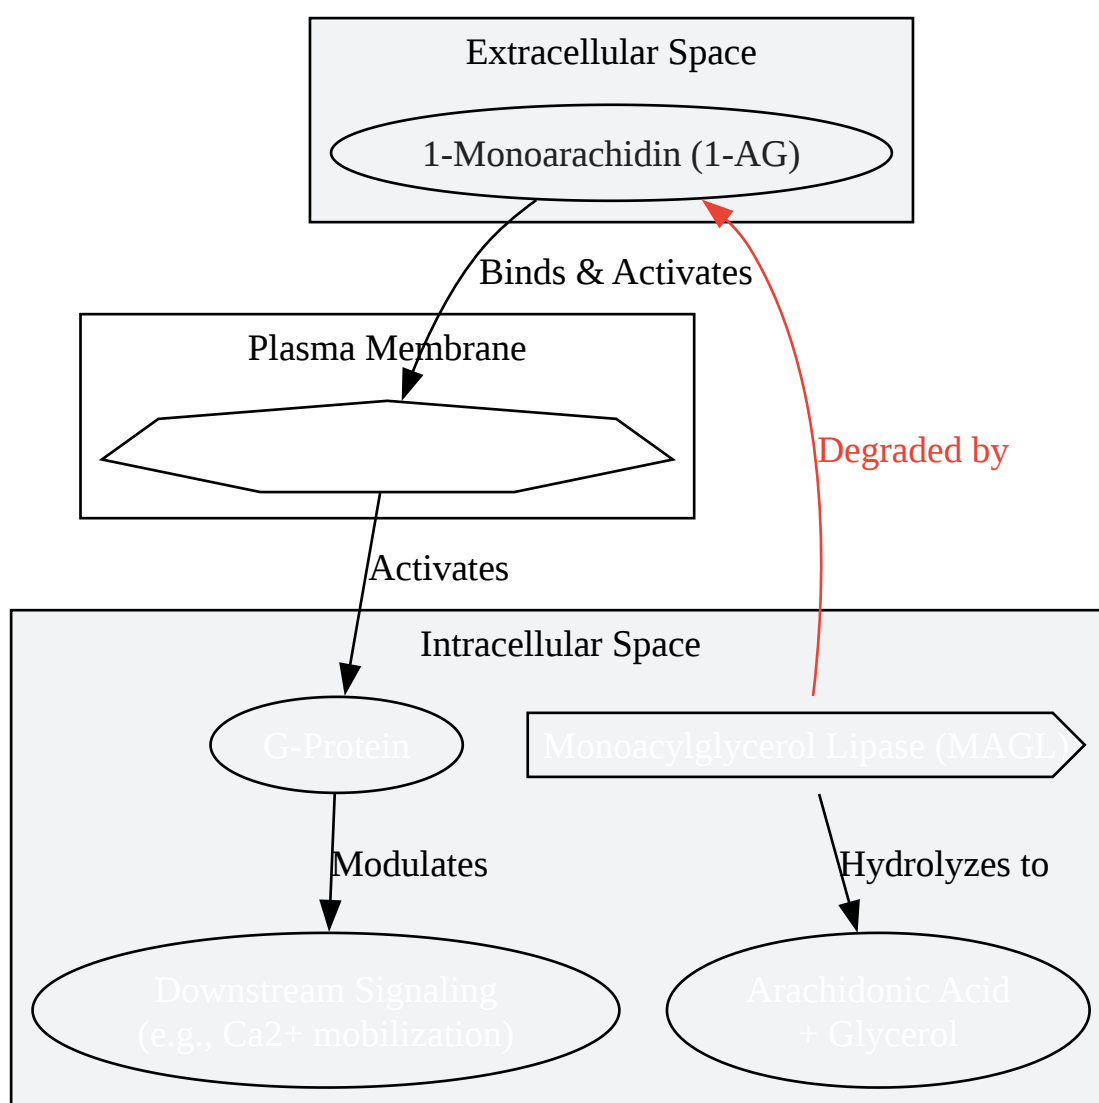 Extracellular Space
1-Monoarachidin (1-AG)
Binds & Activates
Plasma Membrane
Degraded by
Activates
Intracellular Space
G-Protein
Monoacylglycerol Lipase (MAGL)
Modulates
Hydrolyzes to
Downstream Signaling
(e.g., Ca2+ mobilization)
Arachidonic Acid
+ Glycerol